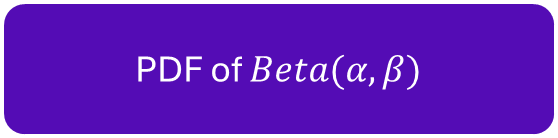 PDF of 𝐵𝑒𝑡𝑎(𝛼, 𝛽)